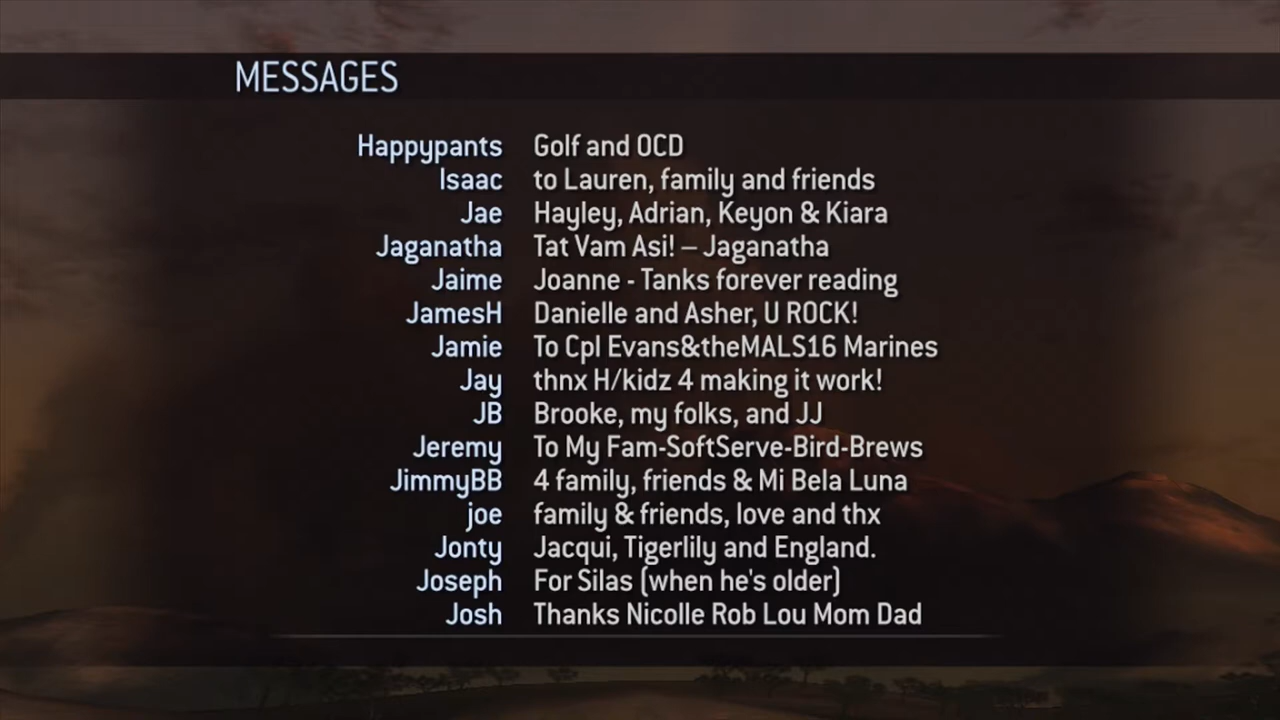 MESSAGES
Happypants Golf and OCD
Isaac to Lauren, family and friends
Jae Hayley, Adrian, Keyon & Kiara
Jaganatha Tat Vam Asi! – Jaganatha
Jaime Joanne - Tanks forever reading
JamesH Danielle and Asher, U ROCK!
Jamie To Cpl Evans&theMALS16 Marines
Jay thnx H/kidz 4 making it work!
JB Brooke, my folks, and JJ
Jeremy To My Fam-SoftServe-Bird-Brews
JimmyBB 4 family, friends & Mi Bela Luna
joe family & friends, love and thx
Jonty Jacqui, Tigerlily and England.
Joseph For Silas (when he's older)
Josh Thanks Nicolle Rob Lou Mom Dad